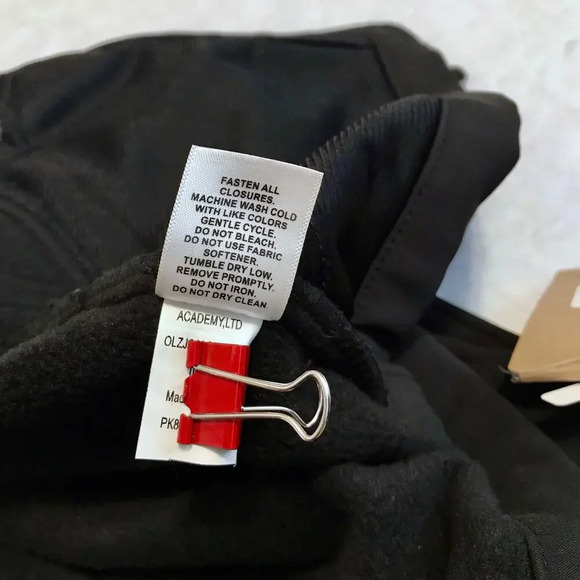 FASTEN ALL
CLOSURES.
MACHINE WASH COLD
WITH LIKE COLORS
GENTLE CYCLE.
DO NOT BLEACH.
DO NOT USE FABRIC
SOFTENER.
TUMBLE DRY LOW.
REMOVE PROMPTLY.
DO NOT IRON.
DO NOT DRY CLEAN.
ACADEMY,LTD